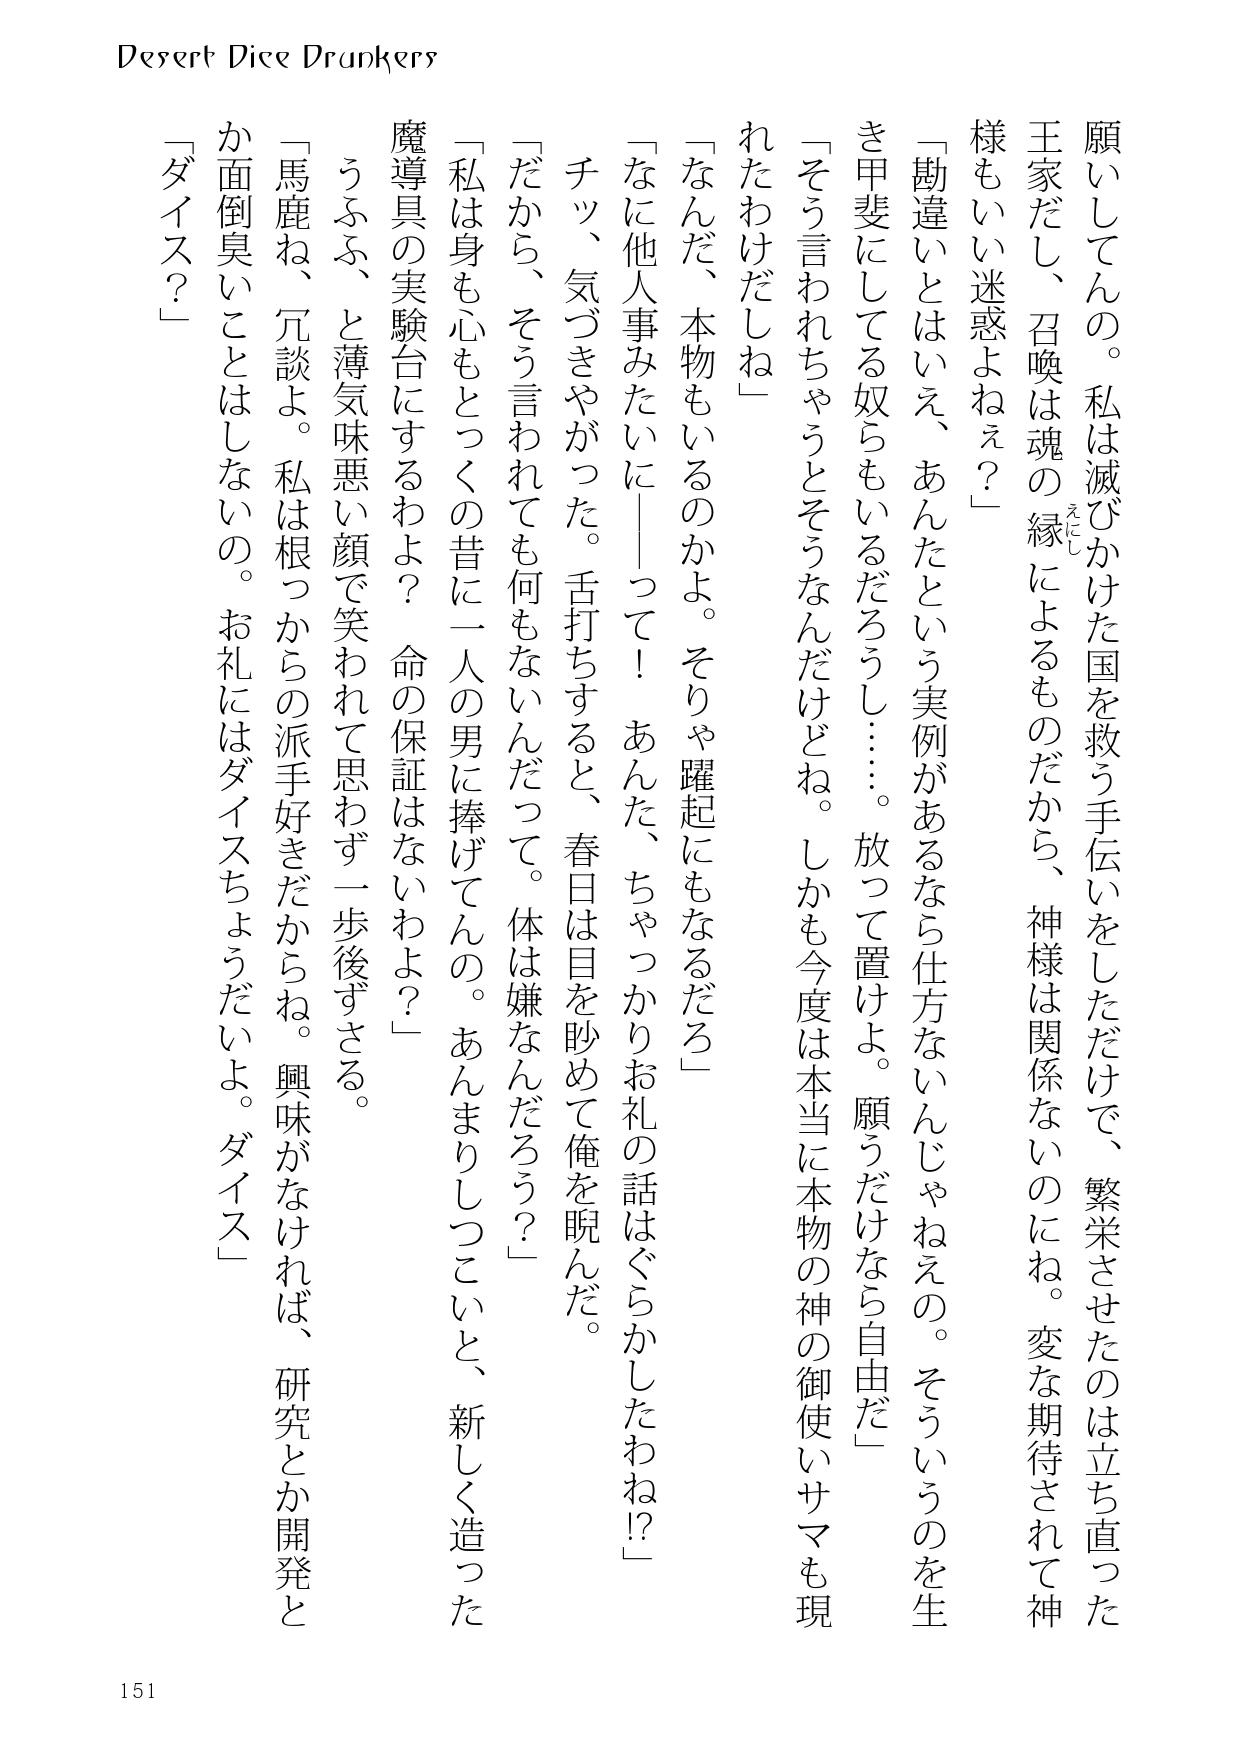 Desert Dice Drunkers
願いしてんの。私は滅びかけた国を救う手伝いをしただけで、繁栄させたのは立ち直った
王家だし、召喚は魂の縁によるものだから、神様は関係ないのにね。変な期待されて神
えにし
様もいい迷惑よねぇ？」
「勘違いとはいえ、あんたという実例があるなら仕方ないんじゃねえの。そういうのを生
き甲斐にしてる奴らもいるだろうし……。放って置けよ。願うだけなら自由だ」
「そう言われちゃうとそうなんだけどね。しかも今度は本当に本物の神の御使いサマも現
れたわけだしね」
「なんだ、本物もいるのかよ。そりゃ躍起にもなるだろ」
「なに他人事みたいに――って！　あんた、ちゃっかりお礼の話はぐらかしたわね!?」
チッ、気づきやがった。舌打ちすると、春日は目を眇めて俺を睨んだ。
「だから、そう言われても何もないんだって。体は嫌なんだろう？」
「私は身も心もとっくの昔に一人の男に捧げてんの。あんまりしつこいと、新しく造った
魔導具の実験台にするわよ？　命の保証はないわよ？」
うふふ、と薄気味悪い顔で笑われて思わず一歩後ずさる。
「馬鹿ね、冗談よ。私は根っからの派手好きだからね。興味がなければ、研究とか開発と
か面倒臭いことはしないの。お礼にはダイスちょうだいよ。ダイス」
「ダイス？」
151